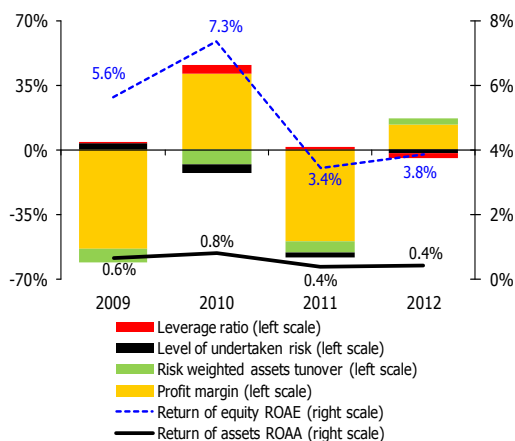 70%
35%
0%
-35%
-70%
8%
6%
4%
2%
0%
5.6%
7.3%
3.4%
3.8%
0.6%
0.8%
0.4%
0.4%
2009 2010 2011 2012
Leverage ratio (left scale)
Level of undertaken risk (left scale)
Risk weighted assets tunover (left scale)
Profit margin (left scale)
Return of equity ROAE (right scale)
Return of assets ROAA (right scale)